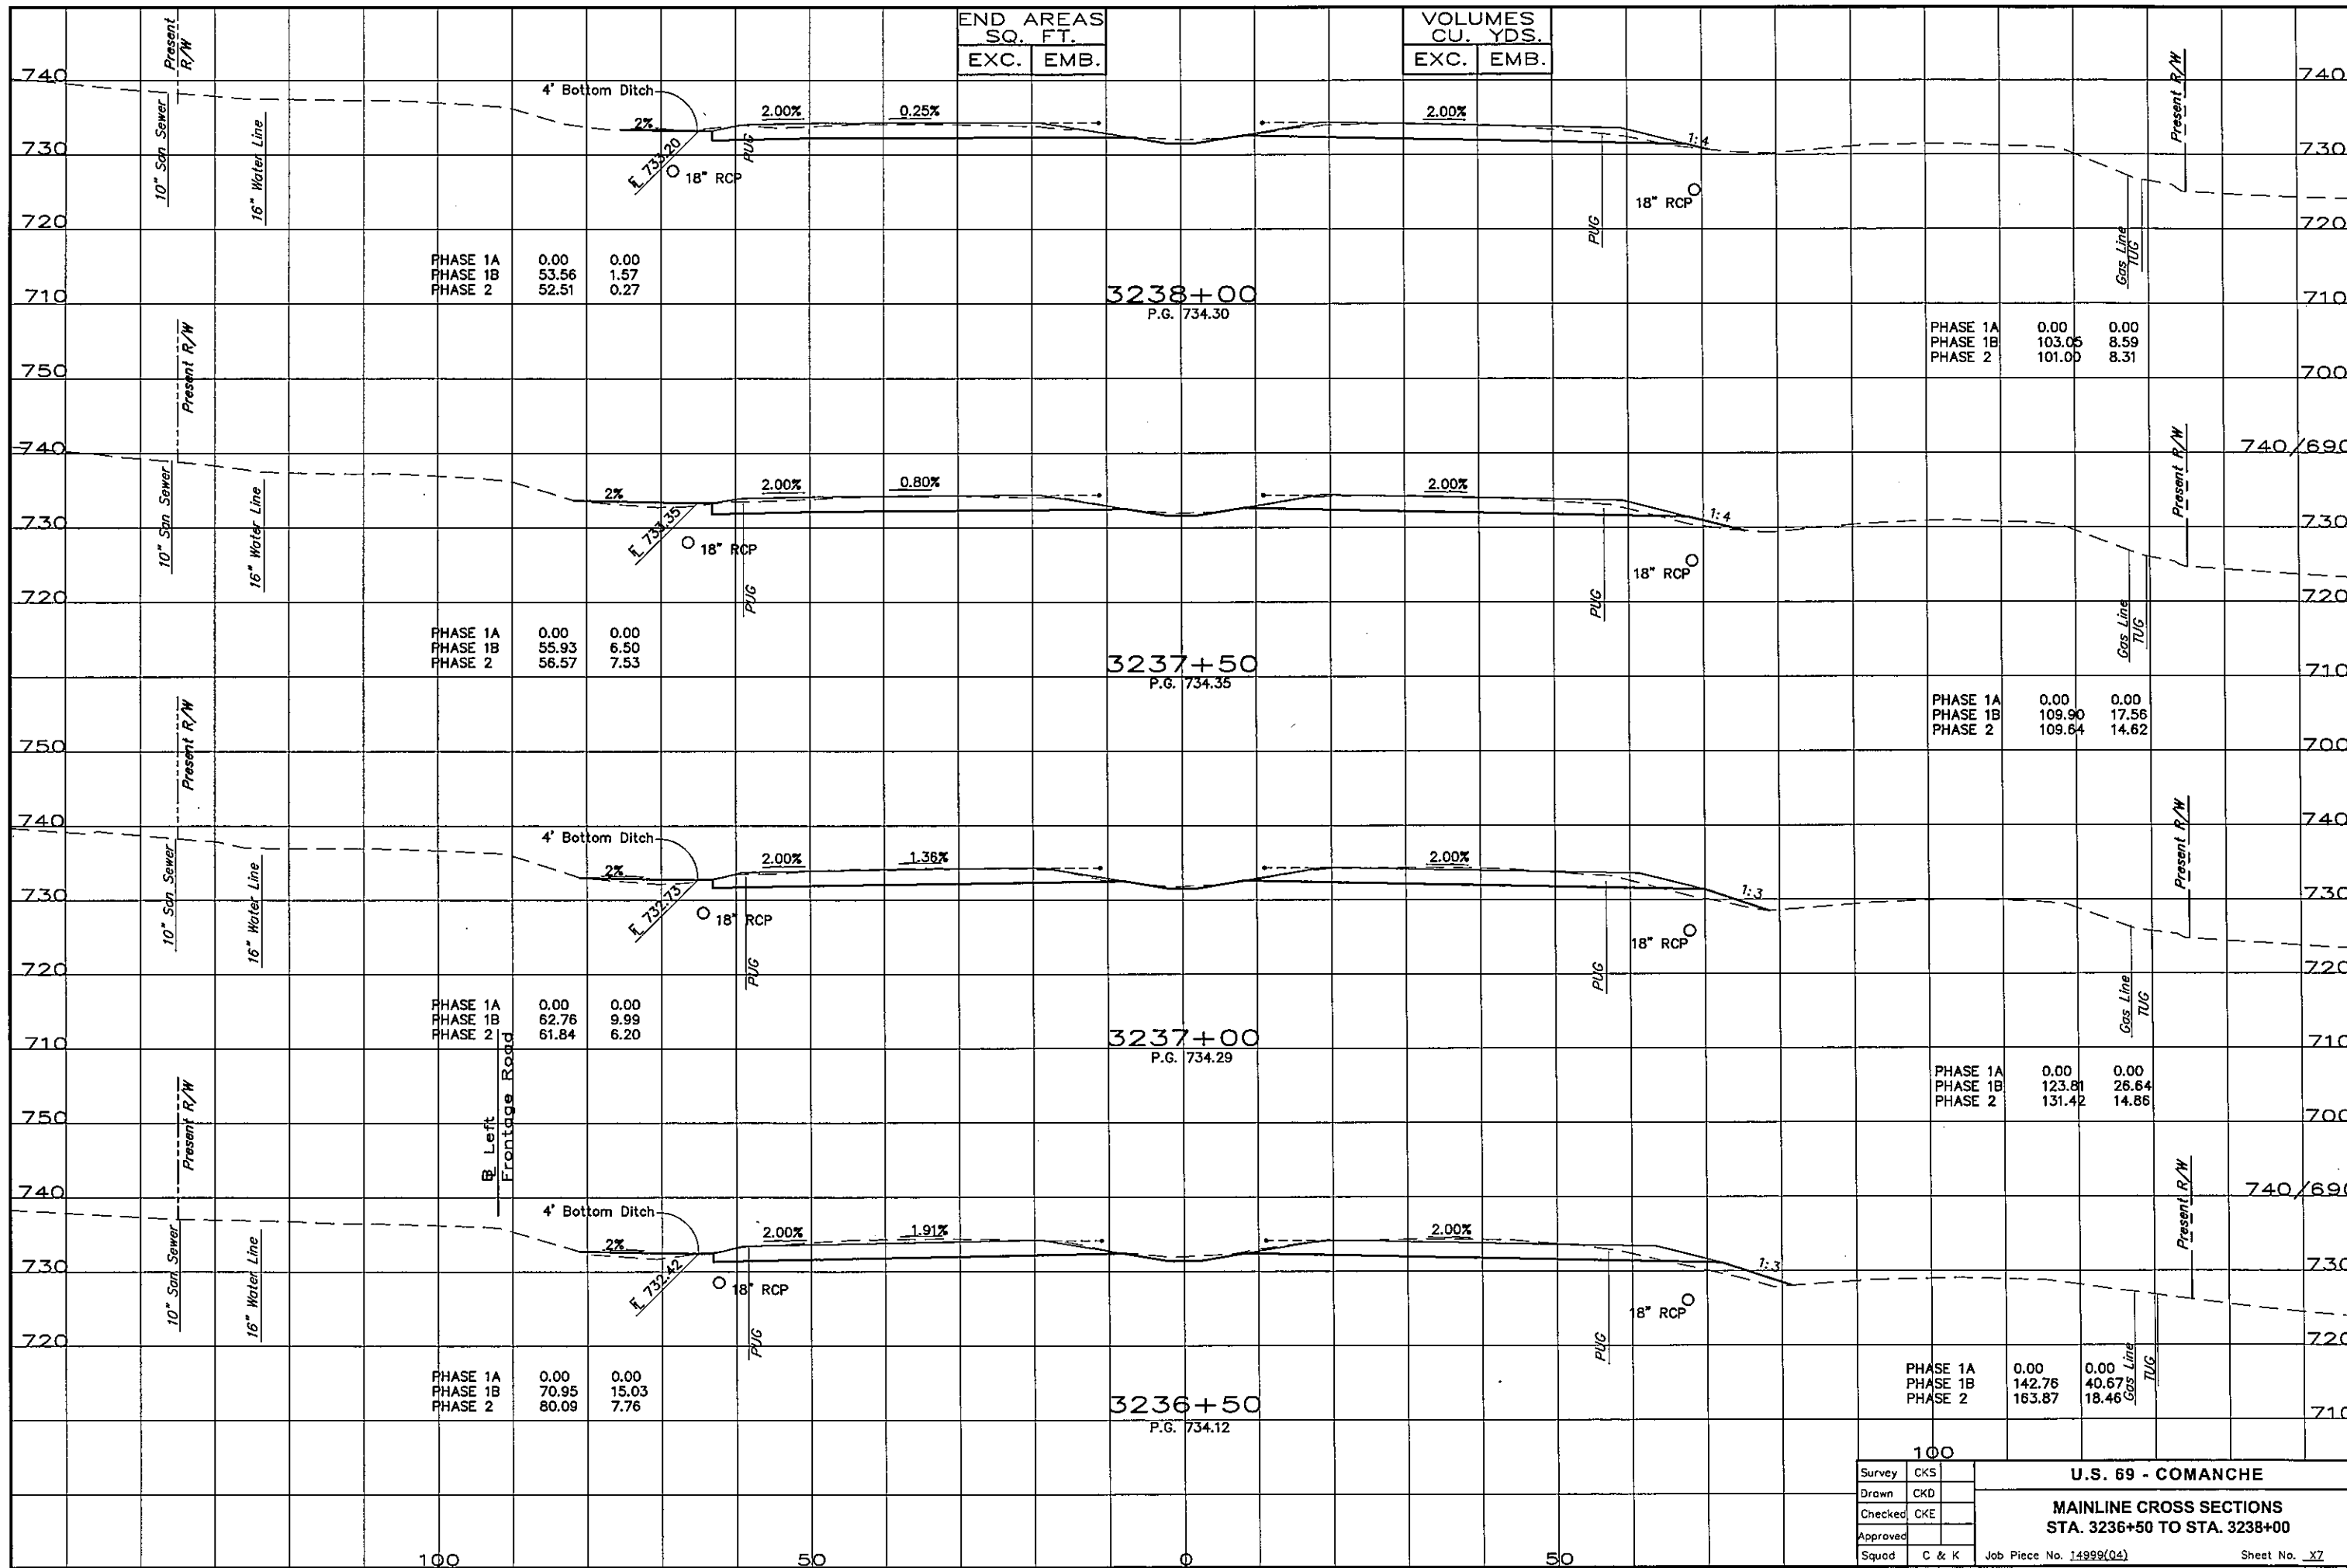 END AREAS
SQ. FT.
EXC. EMB.
VOLUMES
CU. YDS.
EXC. EMB.
Present
R/W
Present R/W
740
740
10" San Sewer
16" Water Line
4' Bottom Ditch
2%
2.00%
0.25%
2.00%
1:4
730
730
℄ 733.20
18" RCP
PUG
PUG
18" RCP
Gas Line
TUG
720
720
PHASE 1A 0.00 0.00
PHASE 1B 53.56 1.57
PHASE 2 52.51 0.27
710
710
3238+00
P.G. 734.30
PHASE 1A 0.00 0.00
PHASE 1B 103.05 8.59
PHASE 2 101.00 8.31
Present R/W
750
700
Present R/W
740
740/690
10" San Sewer
16" Water Line
2%
2.00%
0.80%
2.00%
1:4
730
730
℄ 733.35
18" RCP
PUG
PUG
18" RCP
Gas Line
TUG
720
720
PHASE 1A 0.00 0.00
PHASE 1B 55.93 6.50
PHASE 2 56.57 7.53
3237+50
P.G. 734.35
710
PHASE 1A 0.00 0.00
PHASE 1B 109.90 17.56
PHASE 2 109.64 14.62
Present R/W
750
700
Present R/W
740
740
10" San Sewer
16" Water Line
4' Bottom Ditch
2%
2.00%
1.36%
2.00%
1:3
730
730
℄ 732.73
18" RCP
PUG
PUG
18" RCP
Gas Line
TUG
720
720
PHASE 1A 0.00 0.00
PHASE 1B 62.76 9.99
PHASE 2 61.84 6.20
710
710
3237+00
P.G. 734.29
PHASE 1A 0.00 0.00
PHASE 1B 123.81 26.64
PHASE 2 131.42 14.86
Present R/W
750
700
℄ Left
Frontage Road
Present R/W
740
740/690
10" San Sewer
16" Water Line
4' Bottom Ditch
2%
2.00%
1.91%
2.00%
1:3
730
730
℄ 732.42
18" RCP
PUG
PUG
18" RCP
Gas Line
TUG
720
720
PHASE 1A 0.00 0.00
PHASE 1B 70.95 15.03
PHASE 2 80.09 7.76
3236+50
P.G. 734.12
PHASE 1A 0.00 0.00
PHASE 1B 142.76 40.67
PHASE 2 163.87 18.46
710
100
100 50 0 50
Survey CKS
Drawn CKD
Checked CKE
Approved
Squad C & K
U.S. 69 - COMANCHE
MAINLINE CROSS SECTIONS
STA. 3236+50 TO STA. 3238+00
Job Piece No. 14999(04) Sheet No. X7